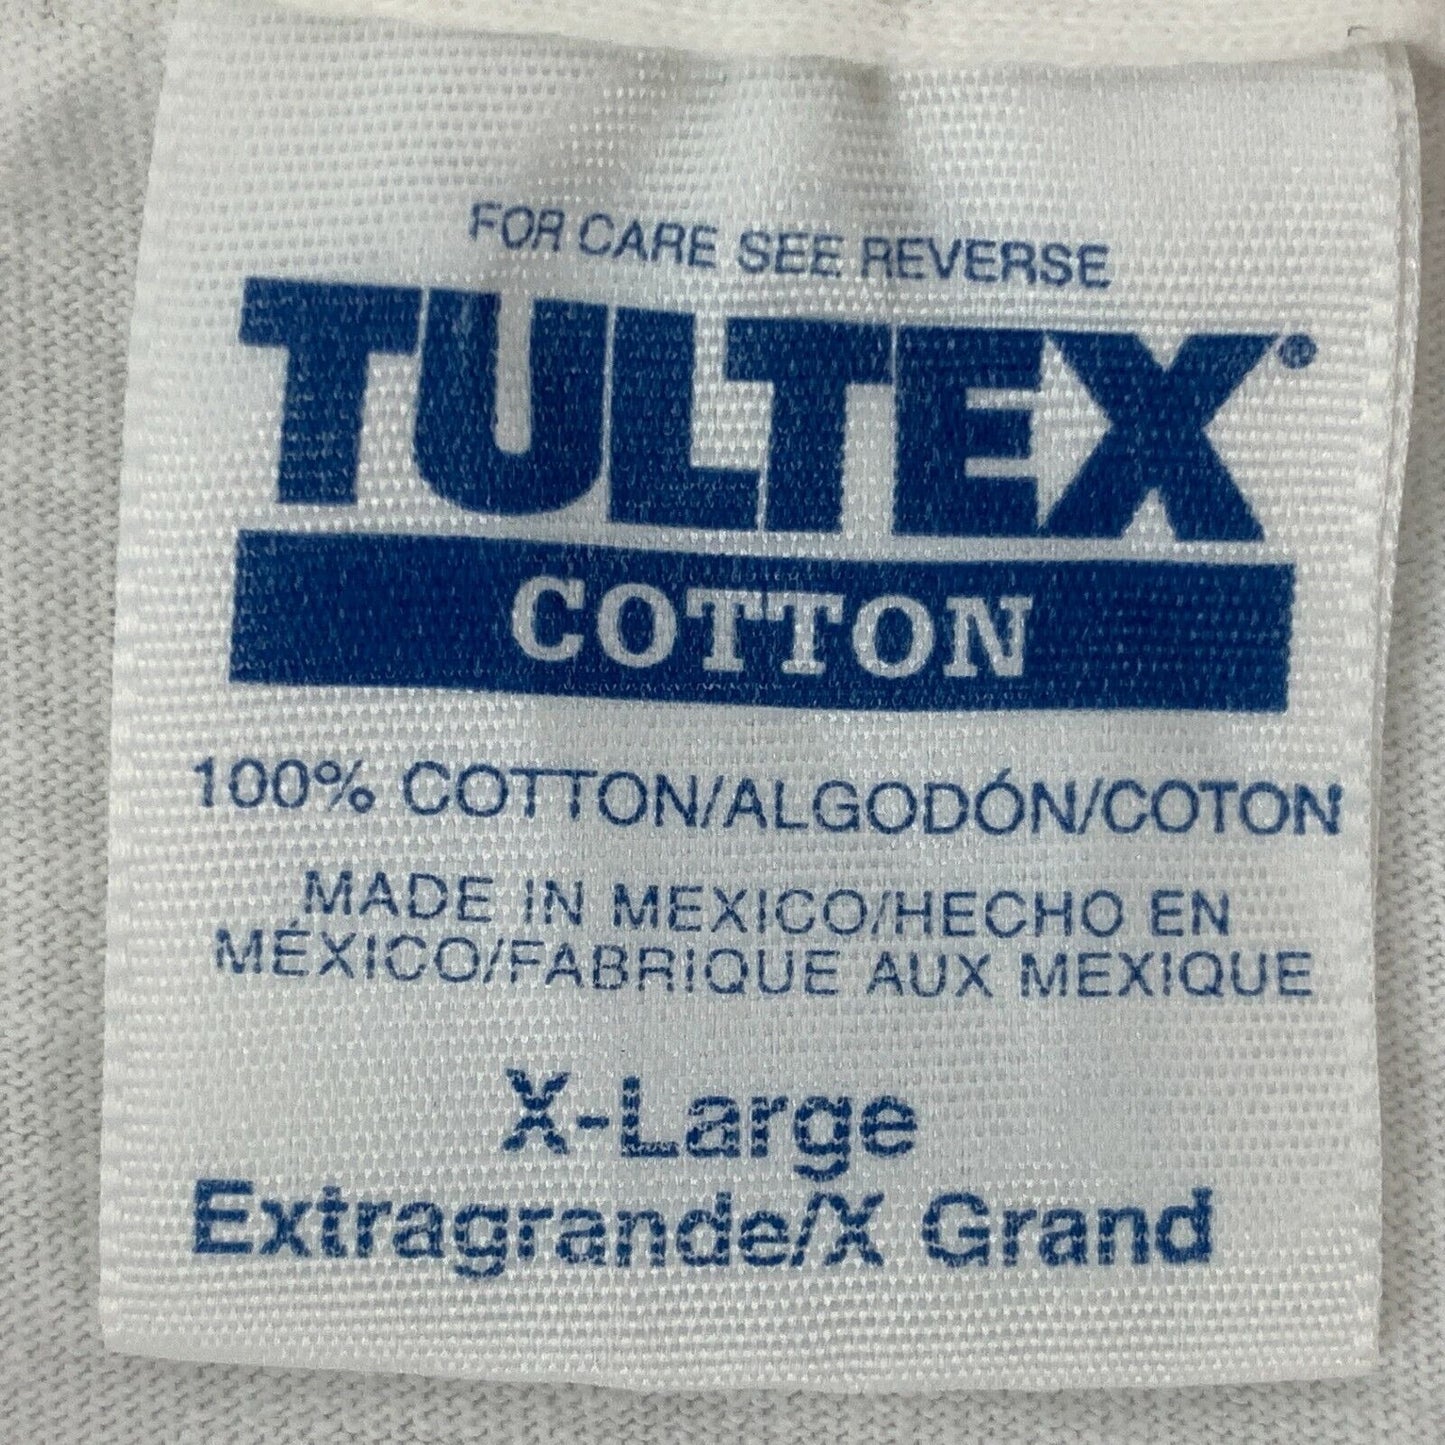 FOR CARE SEE REVERSE
TULTEX®
COTTON
100% COTTON/ALGODÓN/COTON
MADE IN MEXICO/HECHO EN
MÉXICO/FABRIQUE AUX MEXIQUE
X-Large
Extragrande/X Grand